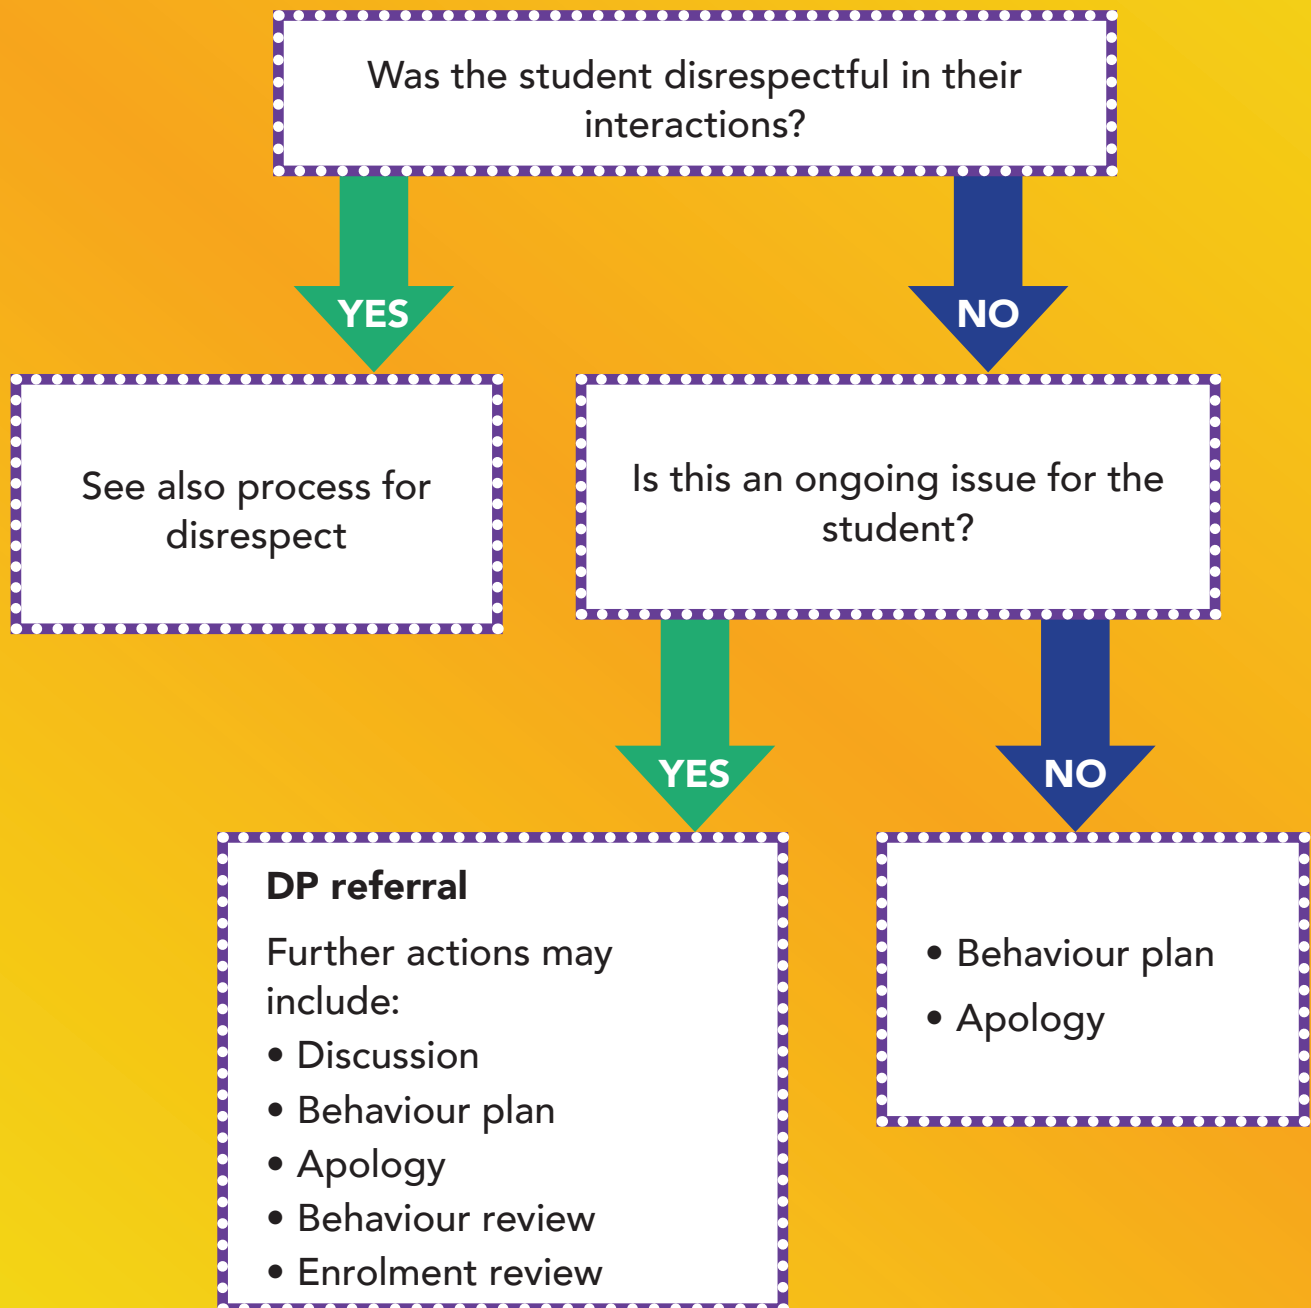 Was the student disrespectful in their
interactions?
YES
NO
See also process for
disrespect
Is this an ongoing issue for the
student?
YES
NO
DP referral
Further actions may
include:
• Discussion
• Behaviour plan
• Apology
• Behaviour review
• Enrolment review
• Behaviour plan
• Apology